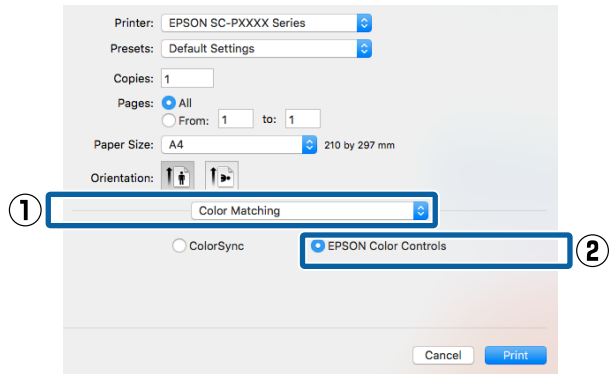 Printer: EPSON SC-PXXXX Series
Presets: Default Settings
Copies: 1
Pages: All
From: 1 to: 1
Paper Size: A4 210 by 297 mm
Orientation:
① Color Matching
ColorSync EPSON Color Controls ②
Cancel Print